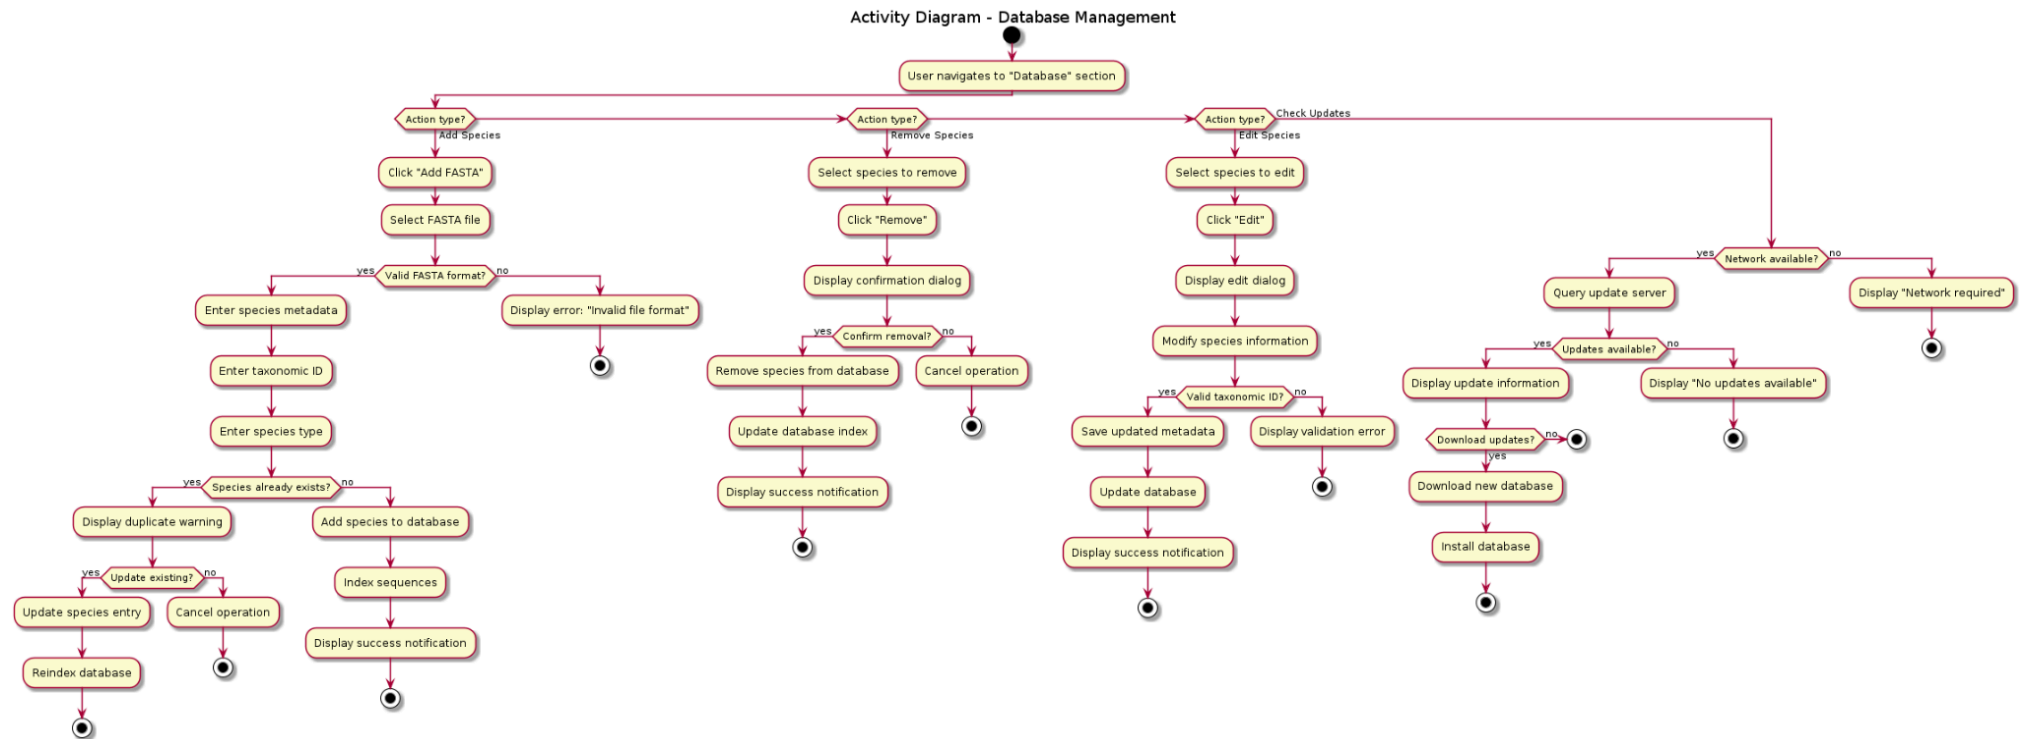 Activity Diagram - Database Management
User navigates to "Database" section
Action type?
Add Species
Action type?
Remove Species
Action type?
Check Updates
Edit Species
Click "Add FASTA"
Select FASTA file
yes
Valid FASTA format?
no
Enter species metadata
Display error: "Invalid file format"
Enter taxonomic ID
Enter species type
yes
Species already exists?
no
Display duplicate warning
Add species to database
yes
Update existing?
no
Index sequences
Update species entry
Cancel operation
Display success notification
Reindex database
Select species to remove
Click "Remove"
Display confirmation dialog
yes
Confirm removal?
no
Remove species from database
Cancel operation
Update database index
Display success notification
Select species to edit
Click "Edit"
Display edit dialog
Modify species information
yes
Valid taxonomic ID?
no
Save updated metadata
Display validation error
Update database
Display success notification
yes
Network available?
no
Query update server
Display "Network required"
yes
Updates available?
no
Display update information
Display "No updates available"
Download updates?
no
yes
Download new database
Install database